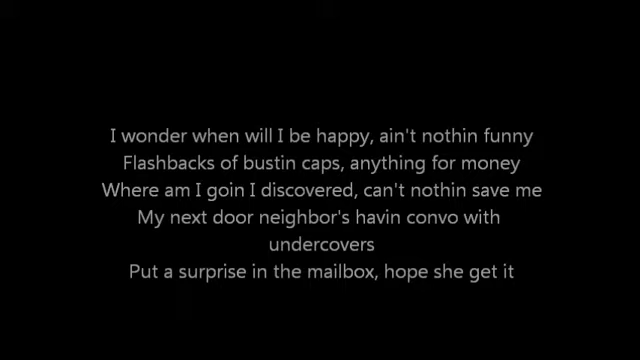 I wonder when will I be happy, ain't nothin funny
Flashbacks of bustin caps, anything for money
Where am I goin I discovered, can't nothin save me
My next door neighbor's havin convo with
undercovers
Put a surprise in the mailbox, hope she get it